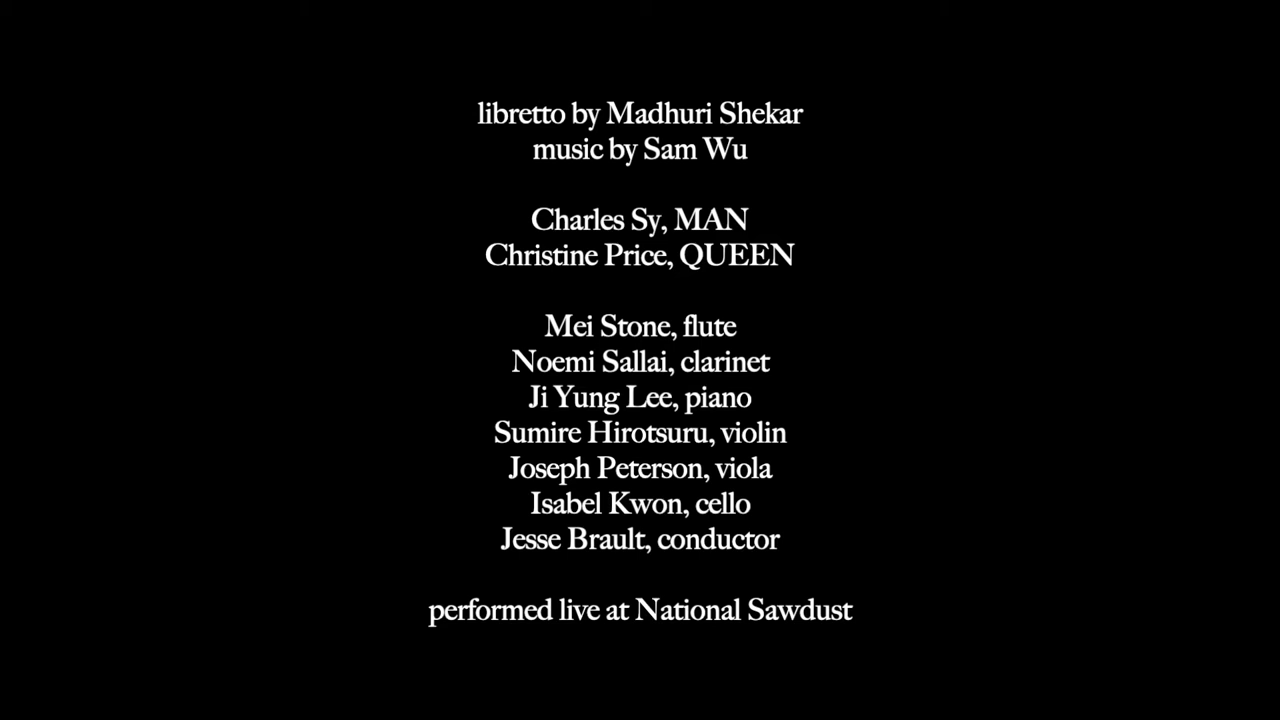 libretto by Madhuri Shekar
music by Sam Wu
Charles Sy, MAN
Christine Price, QUEEN
Mei Stone, flute
Noemi Sallai, clarinet
Ji Yung Lee, piano
Sumire Hirotsuru, violin
Joseph Peterson, viola
Isabel Kwon, cello
Jesse Brault, conductor
performed live at National Sawdust